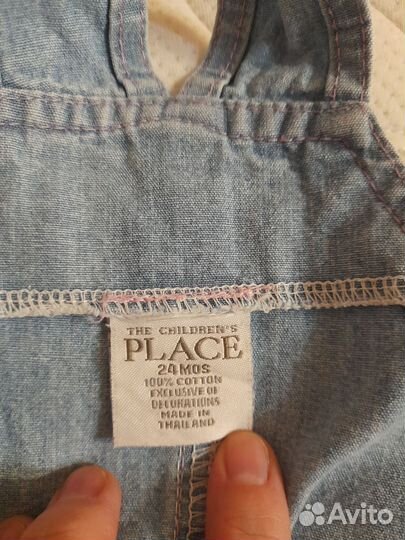 THE CHILDREN'S
PLACE
24 MOS
100% COTTON
EXCLUSIVE OF
DECORATIONS
MADE IN
THAILAND
Avito